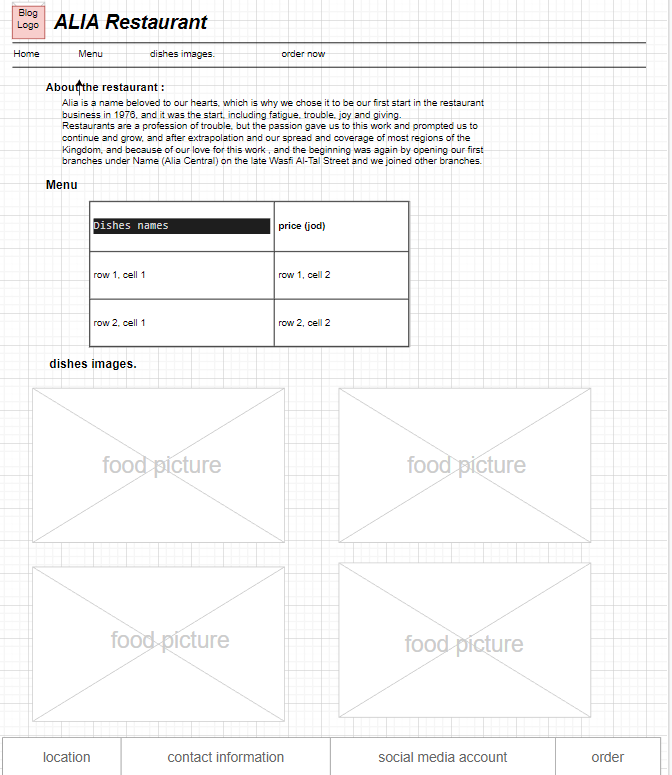 Blog
Logo
ALIA Restaurant
Home Menu dishes images. order now
About the restaurant :
Alia is a name beloved to our hearts, which is why we chose it to be our first start in the restaurant
business in 1976, and it was the start, including fatigue, trouble, joy and giving.
Restaurants are a profession of trouble, but the passion gave us to this work and prompted us to
continue and grow, and after extrapolation and our spread and coverage of most regions of the
Kingdom, and because of our love for this work , and the beginning was again by opening our first
branches under Name (Alia Central) on the late Wasfi Al-Tal Street and we joined other branches.
Menu
Dishes names price (jod)
row 1, cell 1 row 1, cell 2
row 2, cell 1 row 2, cell 2
dishes images.
food picture food picture
food picture food picture
location contact information social media account order